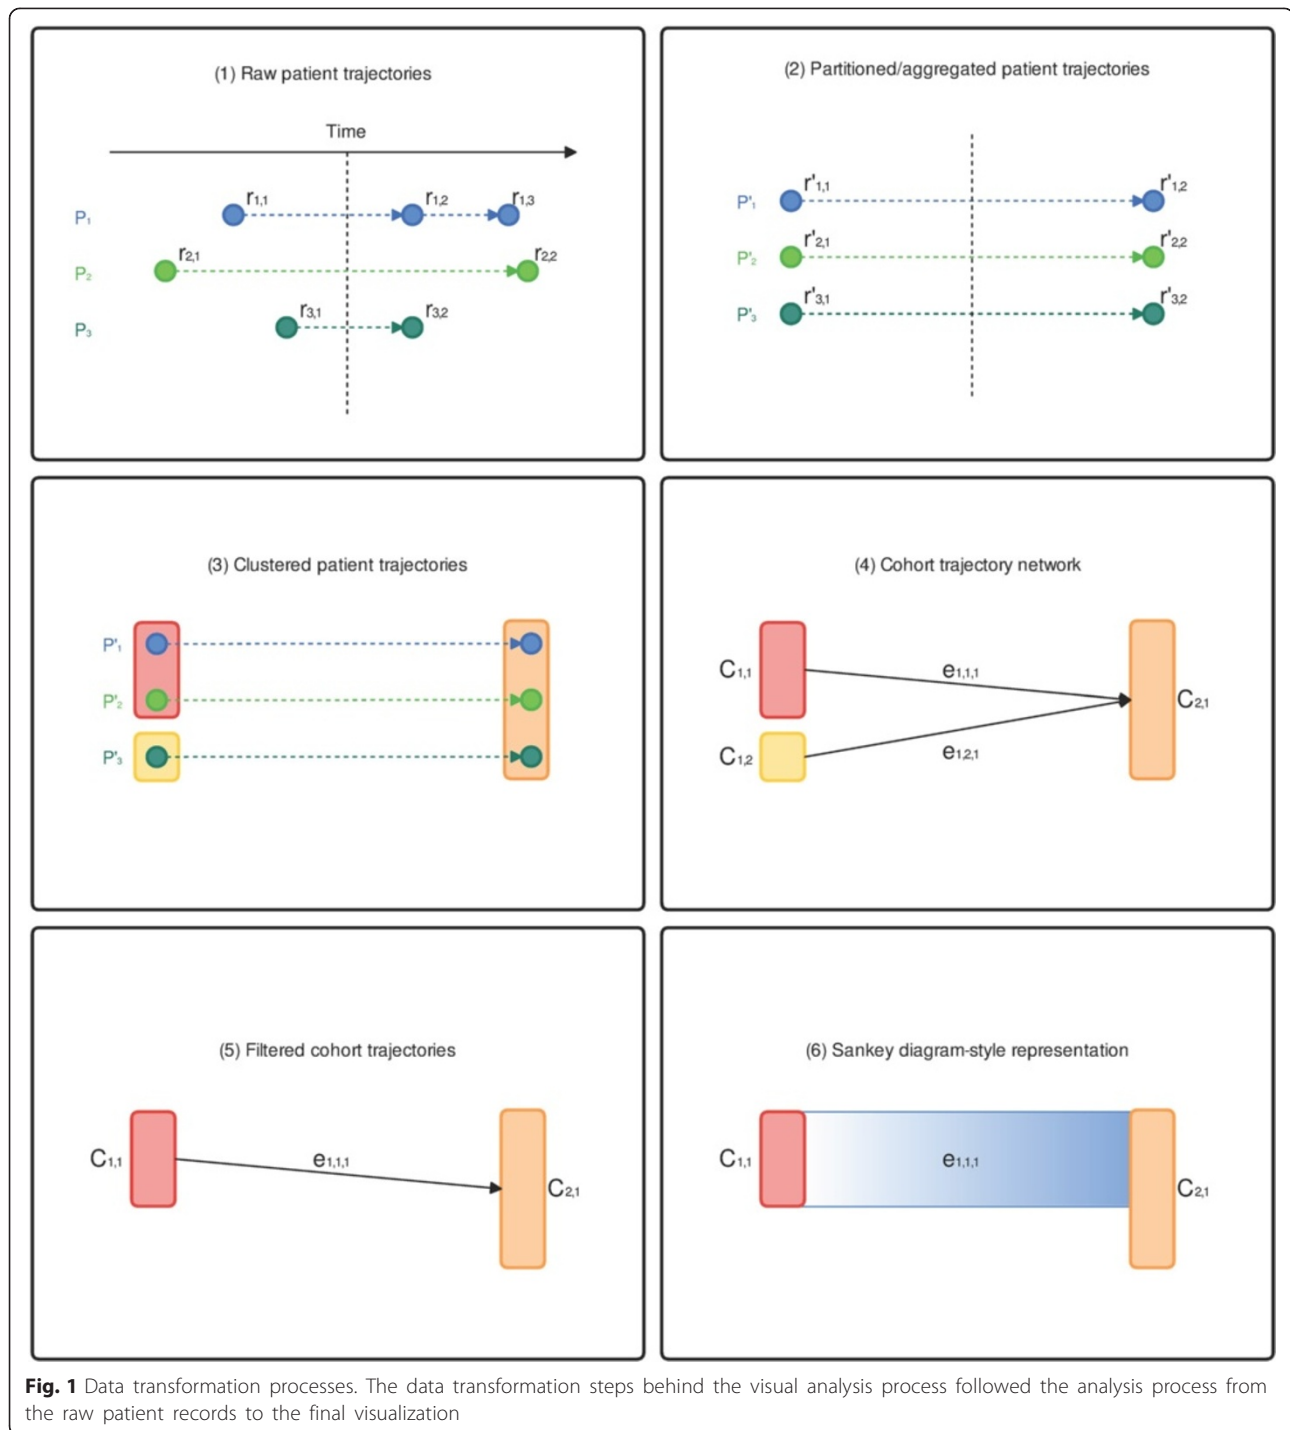 (1) Raw patient trajectories
Time
P₁
r₁,₁
r₁,₂
r₁,₃
P₂
r₂,₁
r₂,₂
P₃
r₃,₁
r₃,₂
(2) Partitioned/aggregated patient trajectories
P'₁
r'₁,₁
r'₁,₂
P'₂
r'₂,₁
r'₂,₂
P'₃
r'₃,₁
r'₃,₂
(3) Clustered patient trajectories
P'₁
P'₂
P'₃
(4) Cohort trajectory network
C₁,₁
e₁,₁,₁
C₂,₁
C₁,₂
e₁,₂,₁
(5) Filtered cohort trajectories
C₁,₁
e₁,₁,₁
C₂,₁
(6) Sankey diagram-style representation
C₁,₁
e₁,₁,₁
C₂,₁
Fig. 1 Data transformation processes. The data transformation steps behind the visual analysis process followed the analysis process from
the raw patient records to the final visualization